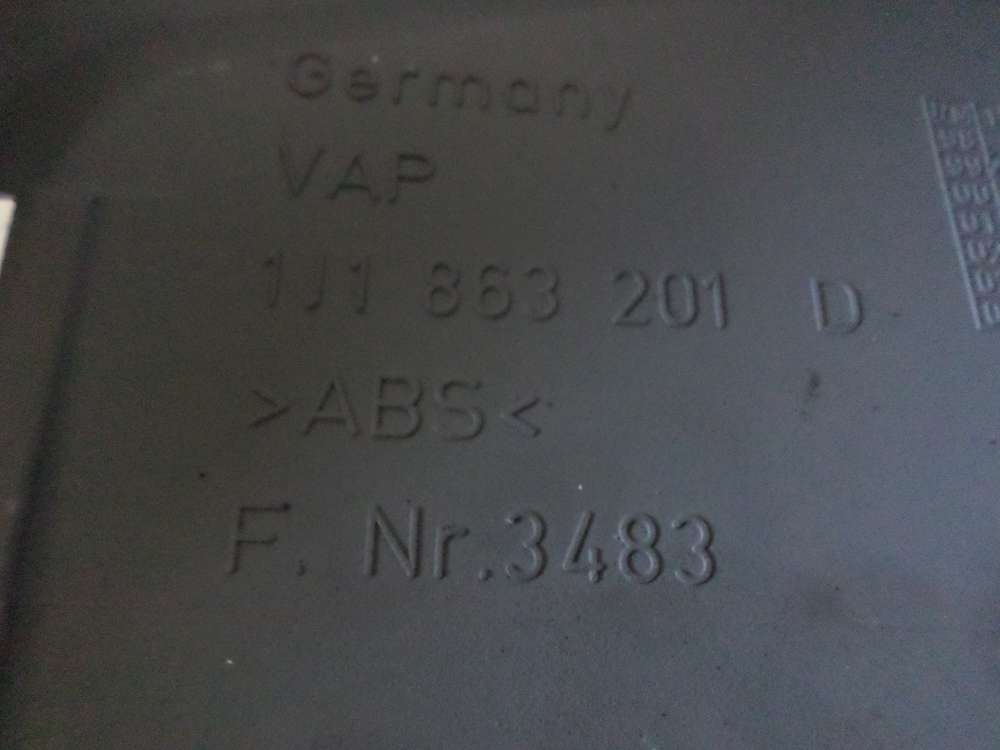 Germany
VAP
1J1 863 201 D
>ABS<
F. Nr.3483